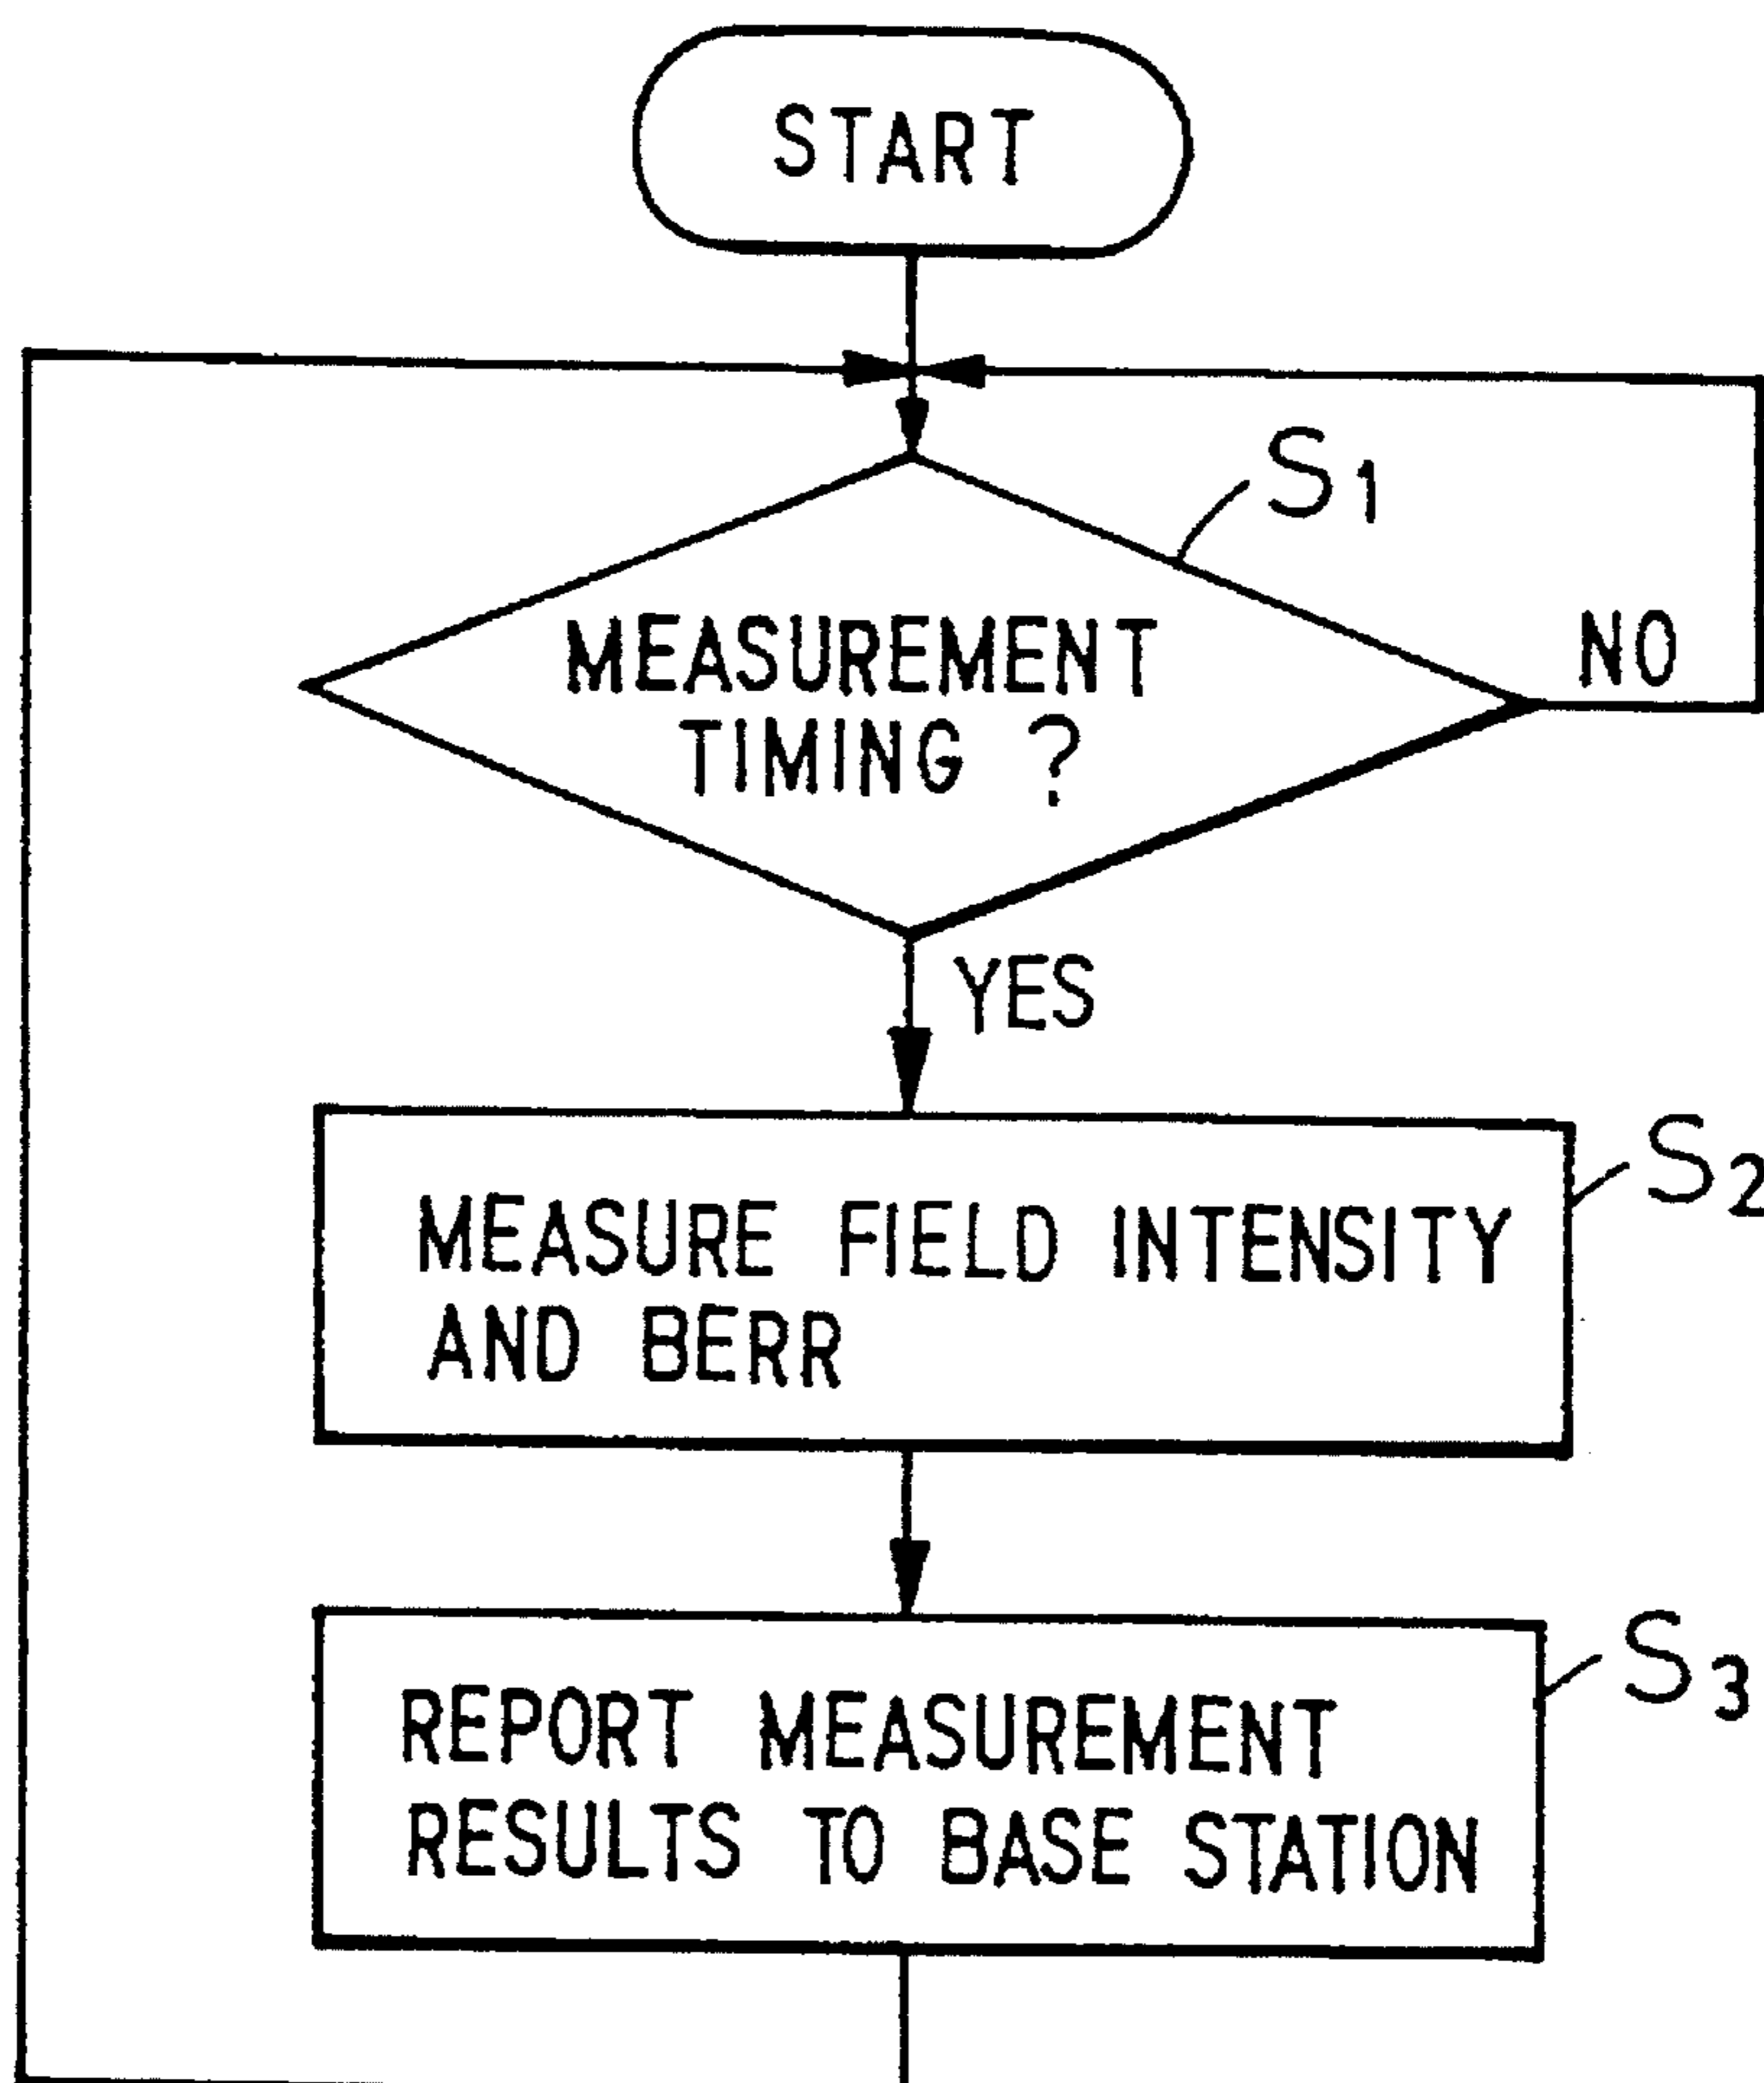 START
S1
MEASUREMENT
TIMING ?
NO
YES
S2
MEASURE FIELD INTENSITY
AND BERR
S3
REPORT MEASUREMENT
RESULTS TO BASE STATION